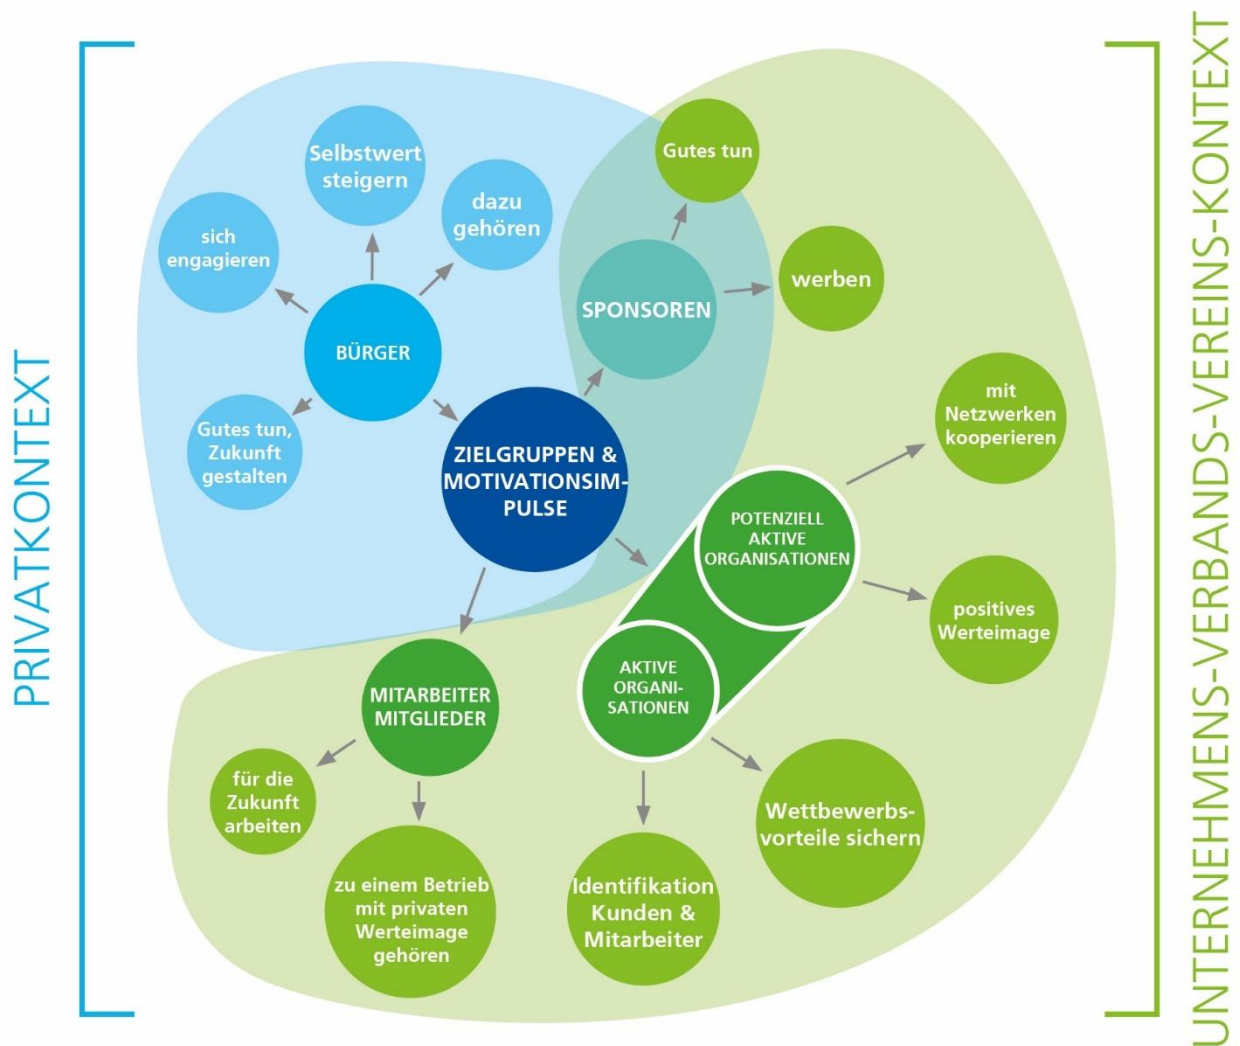 PRIVATKONTEXT
UNTERNEHMENS-VERBANDS-VEREINS-KONTEXT
Selbstwert
steigern
dazu
gehören
sich
engagieren
BÜRGER
Gutes tun,
Zukunft
gestalten
Gutes tun
SPONSOREN
werben
ZIELGRUPPEN &
MOTIVATIONSIM-
PULSE
mit
Netzwerken
kooperieren
POTENZIELL
AKTIVE
ORGANISATIONEN
positives
Werteimage
AKTIVE
ORGANI-
SATIONEN
MITARBEITER
MITGLIEDER
für die
Zukunft
arbeiten
zu einem Betrieb
mit privaten
Werteimage
gehören
Identifikation
Kunden &
Mitarbeiter
Wettbewerbs-
vorteile sichern